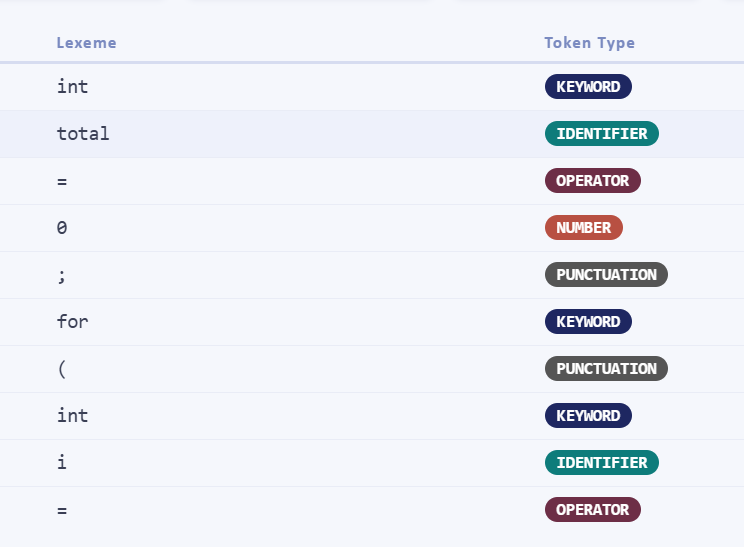 Lexeme Token Type
int KEYWORD
total IDENTIFIER
= OPERATOR
0 NUMBER
; PUNCTUATION
for KEYWORD
( PUNCTUATION
int KEYWORD
i IDENTIFIER
= OPERATOR